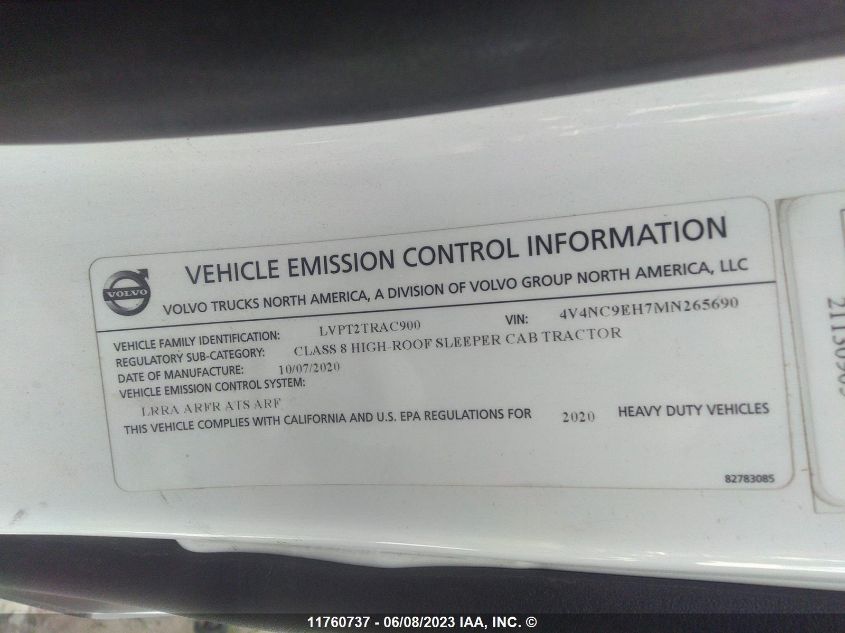 VEHICLE EMISSION CONTROL INFORMATION
VOLVO
VOLVO TRUCKS NORTH AMERICA, A DIVISION OF VOLVO GROUP NORTH AMERICA, LLC
VEHICLE FAMILY IDENTIFICATION: LVPT2TRAC900 VIN: 4V4NC9EH7MN265690
REGULATORY SUB-CATEGORY: CLASS 8 HIGH-ROOF SLEEPER CAB TRACTOR
DATE OF MANUFACTURE: 10/07/2020
VEHICLE EMISSION CONTROL SYSTEM:
LRRA ARFR ATS ARF
THIS VEHICLE COMPLIES WITH CALIFORNIA AND U.S. EPA REGULATIONS FOR 2020 HEAVY DUTY VEHICLES
82783085
11760737 - 06/08/2023 IAA, INC. ©